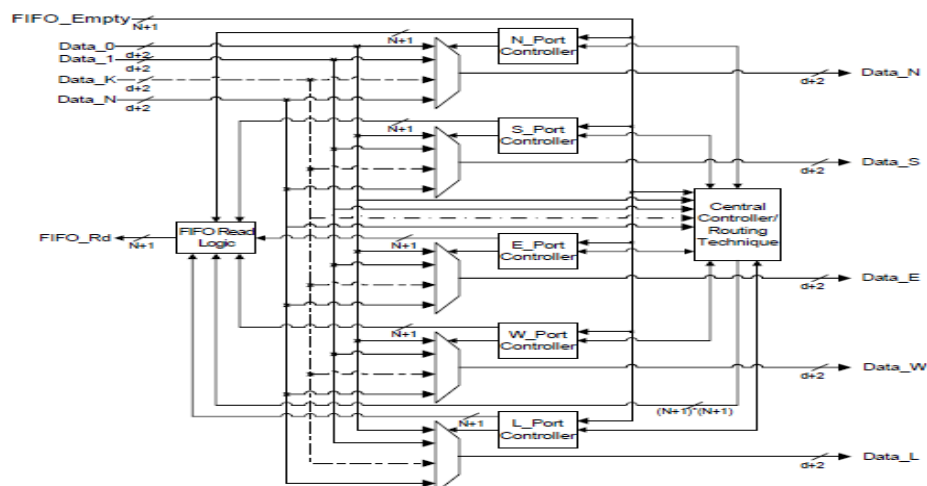 FIFO_Empty
N+1
Data_0
d+2
Data_1
d+2
Data_K
d+2
Data_N
d+2
N+1
N_Port
Controller
d+2
Data_N
N+1
S_Port
Controller
d+2
Data_S
Central
Controller/
Routing
Technique
FIFO_Rd
N+1
FIFO Read
Logic
N+1
E_Port
Controller
d+2
Data_E
N+1
W_Port
Controller
d+2
Data_W
(N+1)*(N+1)
N+1
L_Port
Controller
d+2
Data_L